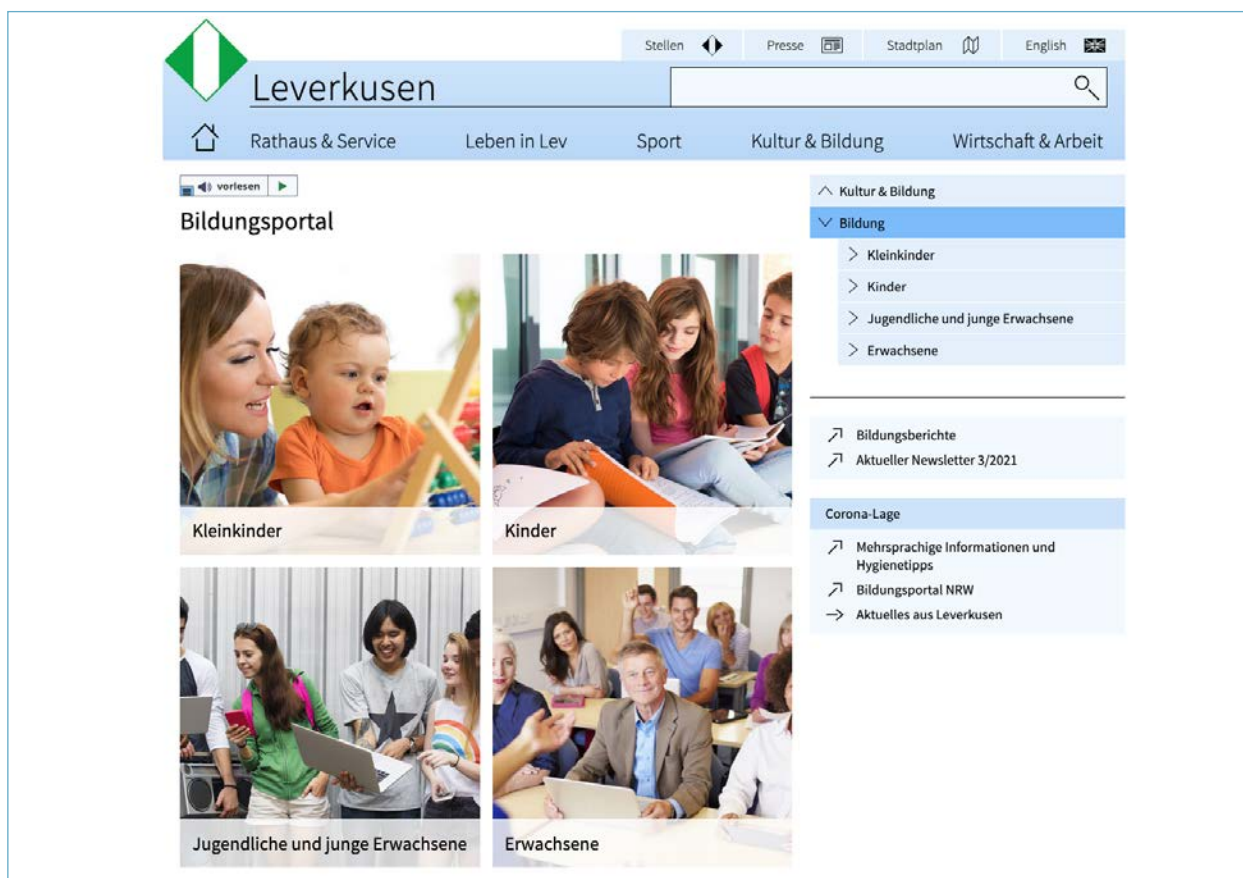 Stellen
Presse
Stadtplan
English
Leverkusen
Rathaus & Service
Leben in Lev
Sport
Kultur & Bildung
Wirtschaft & Arbeit
vorlesen
Bildungsportal
Kleinkinder
Kinder
Jugendliche und junge Erwachsene
Erwachsene
Kultur & Bildung
Bildung
Kleinkinder
Kinder
Jugendliche und junge Erwachsene
Erwachsene
Bildungsberichte
Aktueller Newsletter 3/2021
Corona-Lage
Mehrsprachige Informationen und
Hygienetipps
Bildungsportal NRW
Aktuelles aus Leverkusen